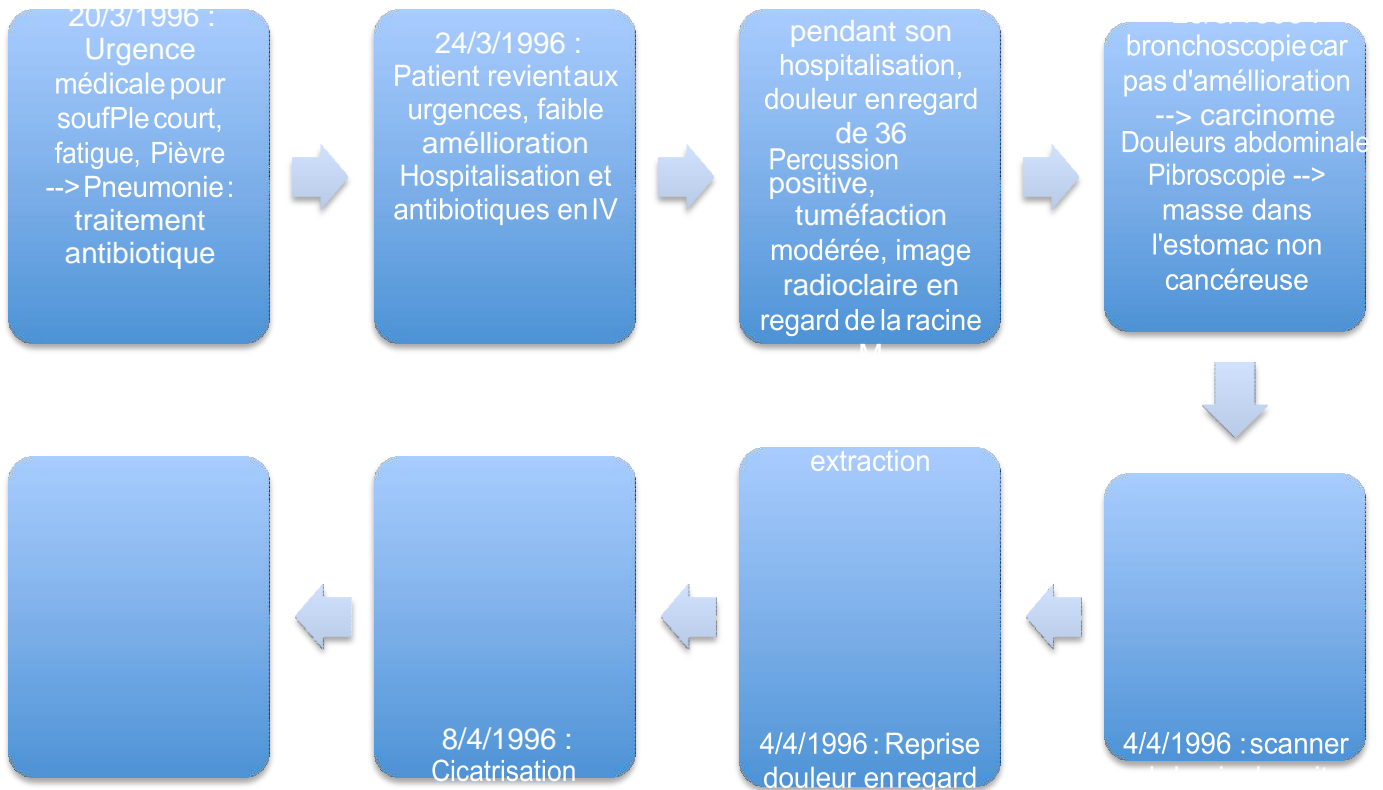 20/3/1996 :
Urgence
médicale pour
soufPle court,
fatigue, Pièvre
--> Pneumonie :
traitement
antibiotique
24/3/1996 :
Patient revient aux
urgences, faible
amélliroation
Hospitalisation et
antibiotiques en IV
pendant son
hospitalisation,
douleur en regard
de 36
Percussion
positive,
tuméfaction
modérée, image
radioclaire en
regard de la racine
M
bronchoscopie car
pas d'améllioration
--> carcinome
Douleurs abdominale
Pibroscopie -->
masse dans
l'estomac non
cancéreuse
4/4/1996 : scanner
extraction
4/4/1996 : Reprise
douleur en regard
8/4/1996 :
Cicatrisation